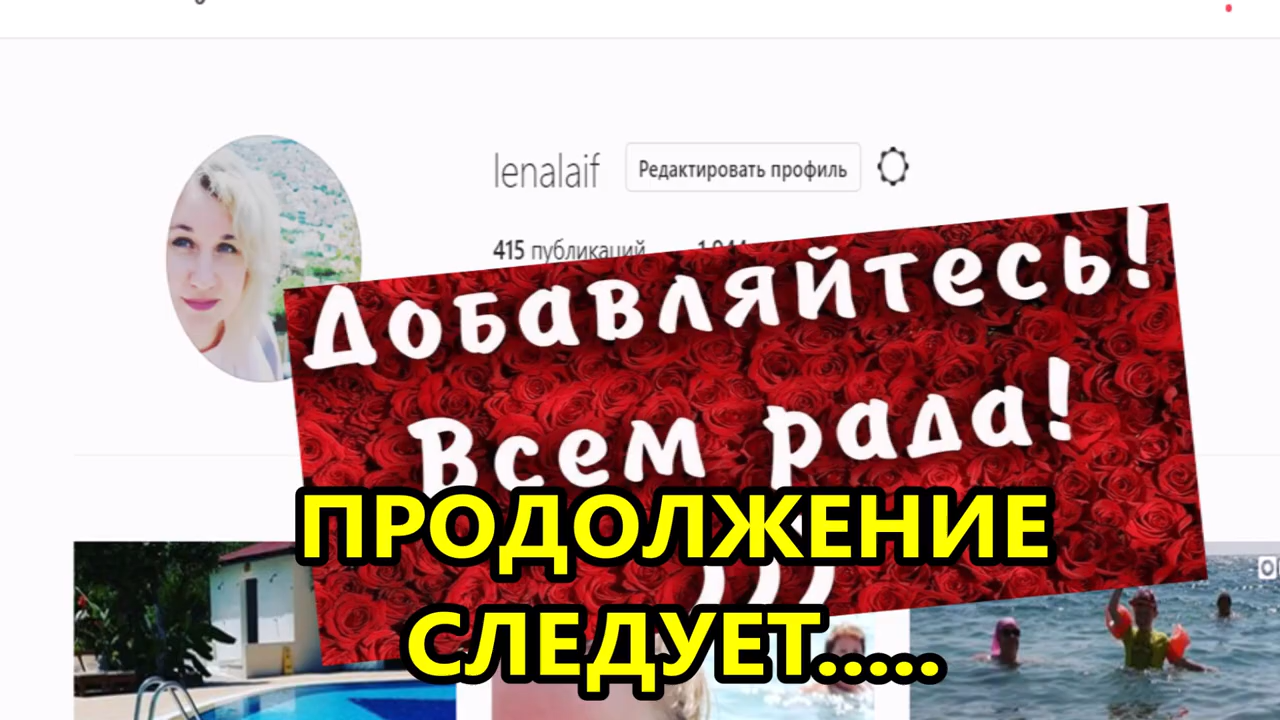 lenalaif Редактировать профиль
415 публикаций
Добавляйтесь!
Всем рада!
)))
ПРОДОЛЖЕНИЕ
СЛЕДУЕТ.....